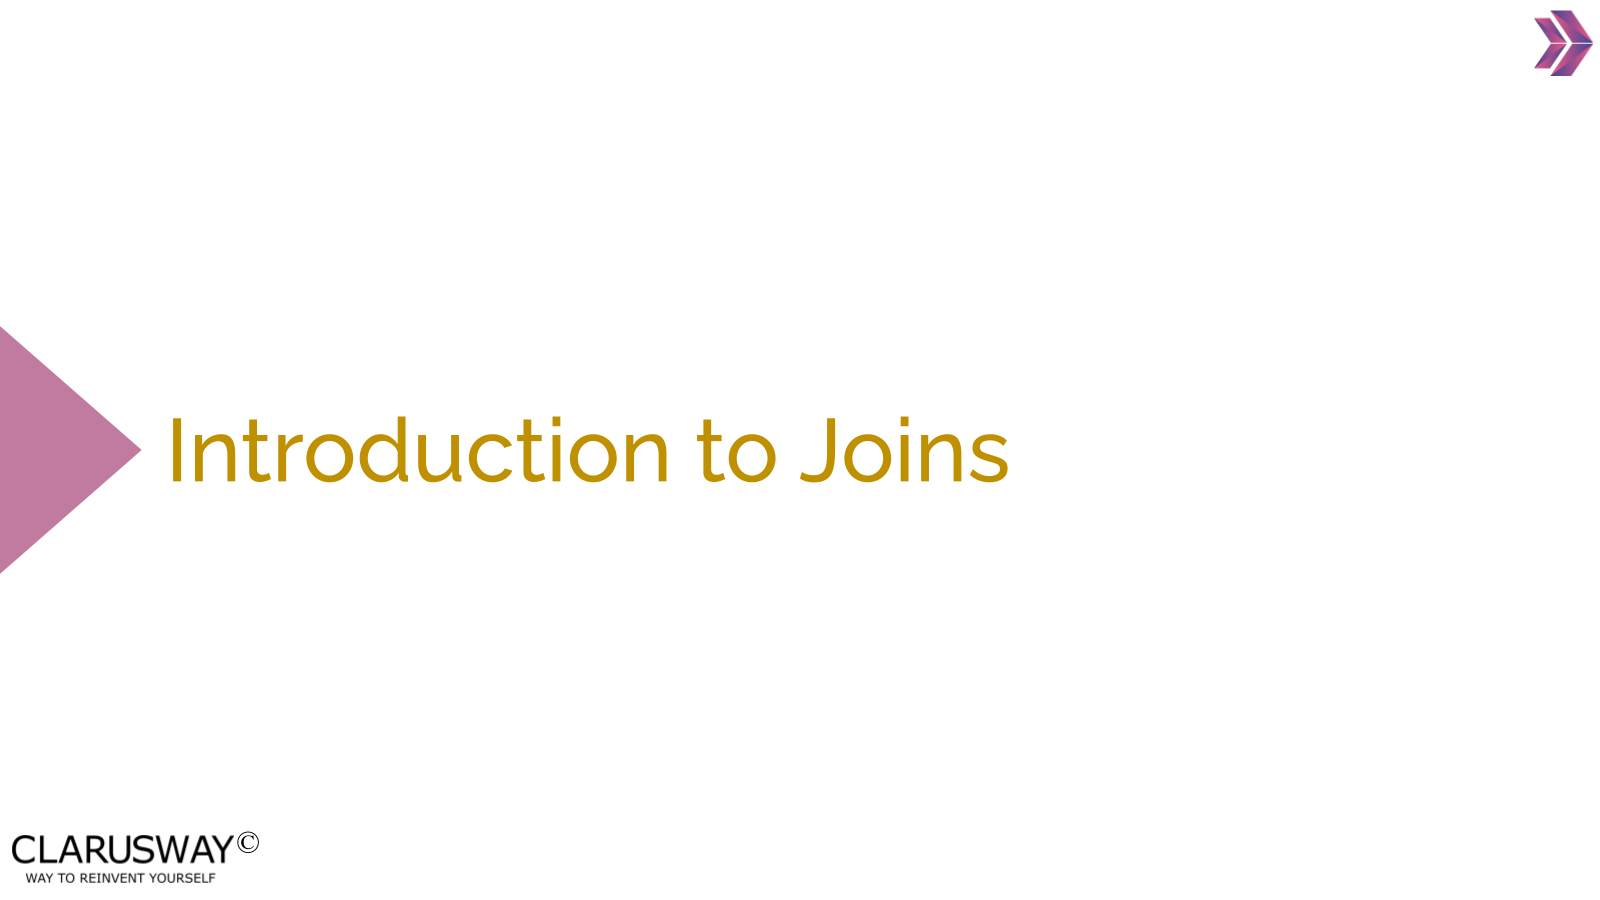 Introduction to Joins
CLARUSWAY©
WAY TO REINVENT YOURSELF